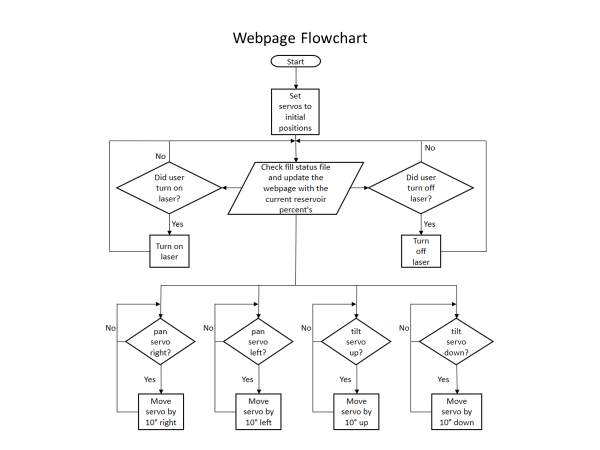 Webpage Flowchart
Start
Set
servos to
initial
positions
No
No
Did user
turn on
laser?
Check fill status file
and update the
webpage with the
current reservoir
percent's
Did user
turn off
laser?
Yes
Yes
Turn on
laser
Turn
off
laser
No
pan
servo
right?
No
pan
servo
left?
No
tilt
servo
up?
No
tilt
servo
down?
Yes
Yes
Yes
Yes
Move
servo by
10° right
Move
servo by
10° left
Move
servo by
10° up
Move
servo by
10° down